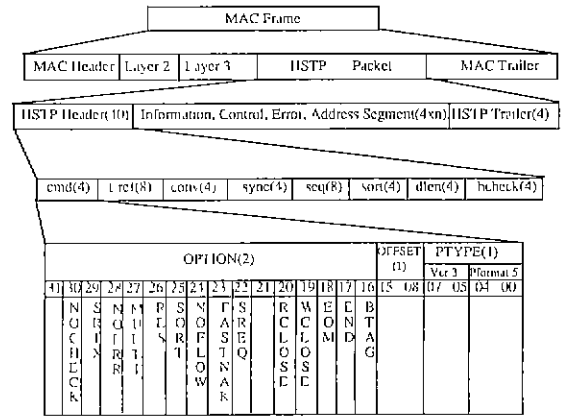 MAC Frame
MAC Header Layer 2 Layer 3 HSTP Packet MAC Trailer
HSTP Header(40) Information, Control, Error, Address Segment(4xn) HSTP Trailer(4)
cmd(4) ref(8) conv(4) sync(4) seq(8) sort(4) dlen(4) hcheck(4)
OPTION(2) OFFSET (1) PTYPE(1)
Ver 3 Pformat 5
31 30 29 28 27 26 25 24 23 22 21 20 19 18 17 16 15 08 07 05 04 00
NOCHECK
NOERR
MULTI
RES
SORT
NOFLOW
FASTNAK
SREQ
RCLOSE
WCLOSE
EOM
END
BTAG